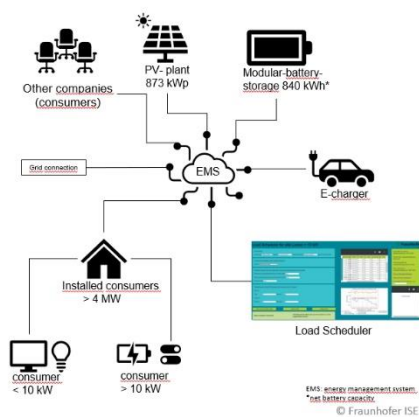 PV- plant
873 kWp
Modular-battery-
storage 840 kWh*
Other companies
(consumers)
Grid connection
EMS
E-charger
Installed consumers
> 4 MW
Load Scheduler
consumer
< 10 kW
consumer
> 10 kW
EMS: energy management system
*net battery capacity
© Fraunhofer ISE